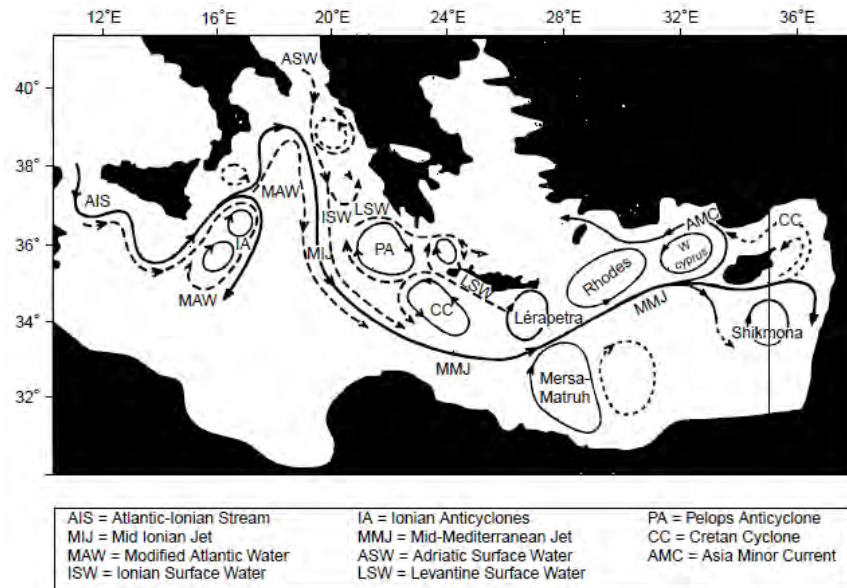 12° 16° 20° 24° 28° 32° 36°
40°
38°
36°
34°
32°
ASW
MAW
AIS
ISW
LSW
IA
MIJ
PA
AMC
CC
W
cyprus
Rhodes
MAW
CC
LSW
Lérapetra
MMJ
Shikmona
MMJ
Mersa-
Matruh
AIS = Atlantic-Ionian Stream
MIJ = Mid Ionian Jet
MAW = Modified Atlantic Water
ISW = Ionian Surface Water
IA = Ionian Anticyclones
MMJ = Mid-Mediterranean Jet
ASW = Adriatic Surface Water
LSW = Levantine Surface Water
PA = Pelops Anticyclone
CC = Cretan Cyclone
AMC = Asia Minor Current